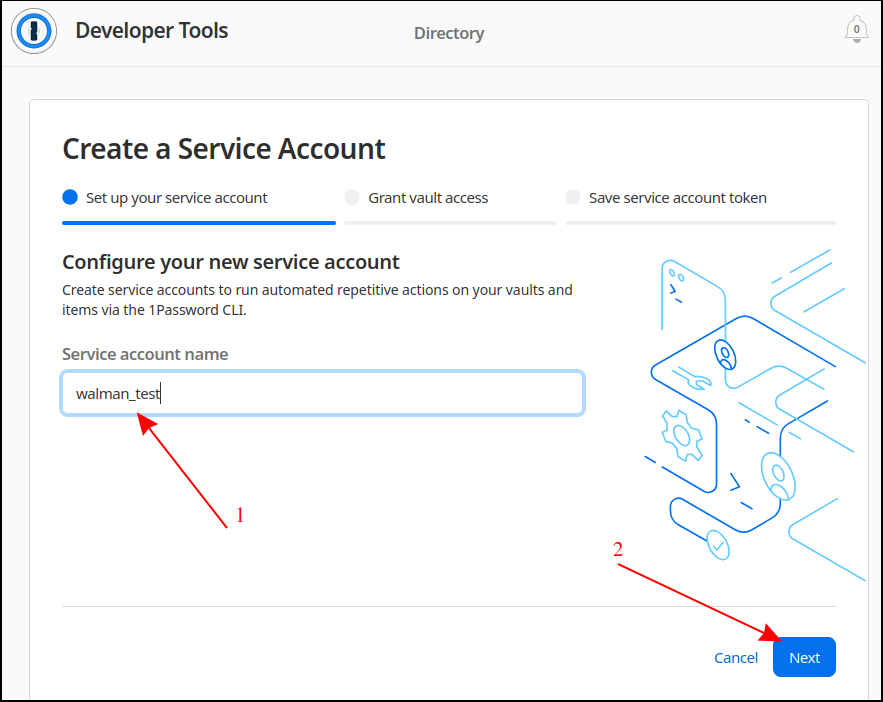 Developer Tools
Directory
0
Create a Service Account
Set up your service account
Grant vault access
Save service account token
Configure your new service account
Create service accounts to run automated repetitive actions on your vaults and
items via the 1Password CLI.
Service account name
walman_test
1
2
Cancel
Next